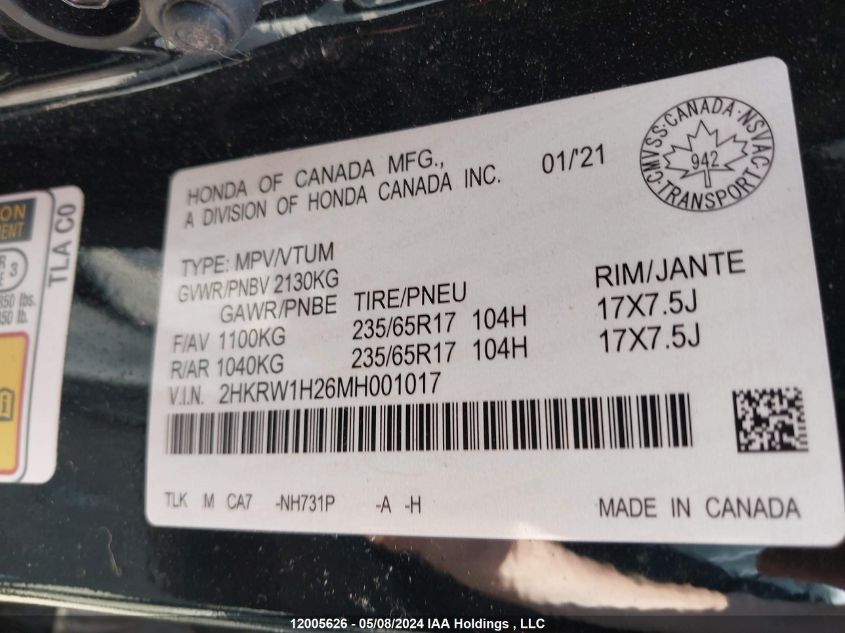 HONDA OF CANADA MFG.,
A DIVISION OF HONDA CANADA INC.
01/'21
CMVSS-CANADA-NSVAC
942
TRANSPORT
TYPE: MPV/VTUM
GVWR/PNBV 2130KG
GAWR/PNBE TIRE/PNEU RIM/JANTE
F/AV 1100KG 235/65R17 104H 17X7.5J
R/AR 1040KG 235/65R17 104H 17X7.5J
V.I.N. 2HKRW1H26MH001017
TLK M CA7 -NH731P -A -H
MADE IN CANADA
TLA C0
3
350 lbs.
12005626 - 05/08/2024 IAA Holdings , LLC